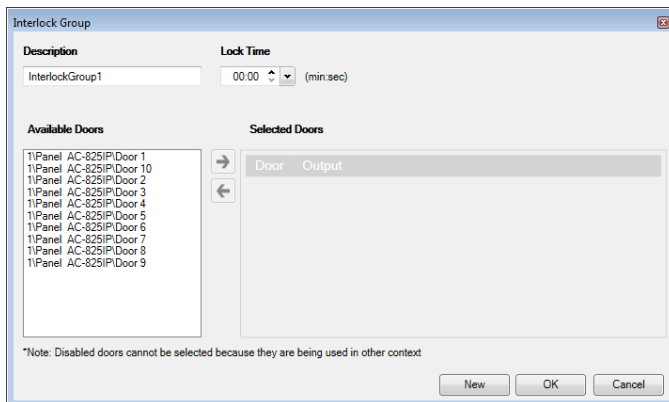 Interlock Group
Description
Lock Time
InterlockGroup1
00:00
(min:sec)
Available Doors
Selected Doors
1\Panel AC-825IP\Door 1
1\Panel AC-825IP\Door 10
1\Panel AC-825IP\Door 2
1\Panel AC-825IP\Door 3
1\Panel AC-825IP\Door 4
1\Panel AC-825IP\Door 5
1\Panel AC-825IP\Door 6
1\Panel AC-825IP\Door 7
1\Panel AC-825IP\Door 8
1\Panel AC-825IP\Door 9
Door Output
*Note: Disabled doors cannot be selected because they are being used in other context
New OK Cancel